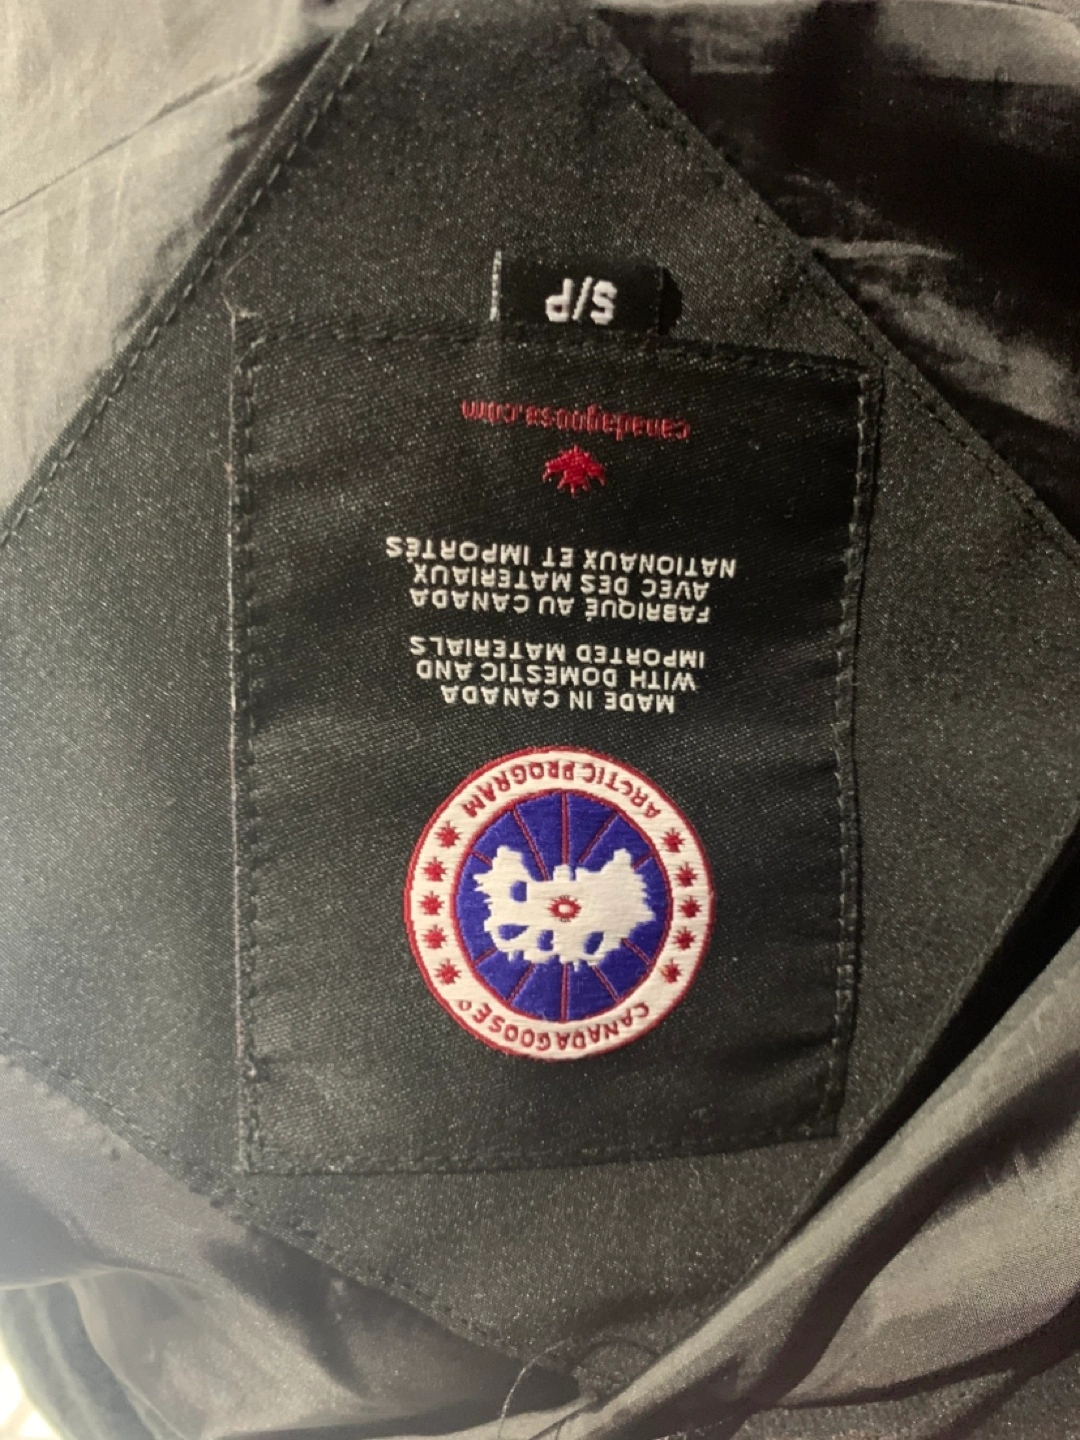 CANADA GOOSE®
ARCTIC PROGRAM
MADE IN CANADA
WITH DOMESTIC AND
IMPORTED MATERIALS
FABRIQUÉ AU CANADA
AVEC DES MATERIAUX
NATIONAUX ET IMPORTÉS
canadagoose.com
S/P